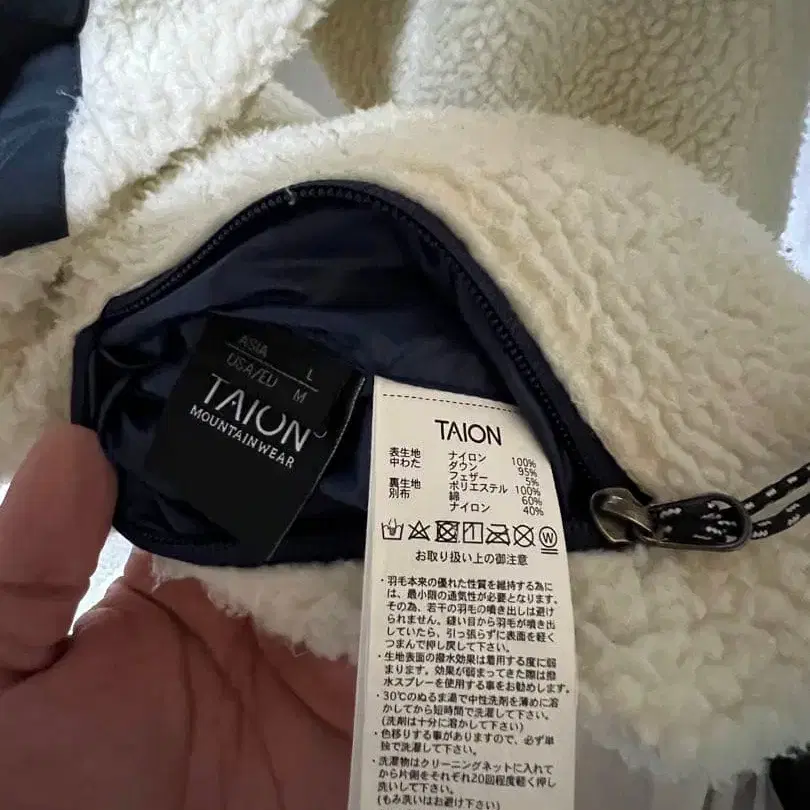 ASIA L
USA/EU M
TAION
MOUNTAINWEAR
TAION
表生地 ナイロン 100%
中わた ダウン 95%
フェザー 5%
裏生地 ポリエステル 100%
別布 綿 60%
ナイロン 40%
W
お取り扱い上の御注意
・羽毛本来の優れた性質を維持する為に
は、最小限の通気性が必要となります。
その為、若干の羽毛の噴き出しは避け
られません。縫い目から羽毛が噴き出
していたら、引っ張らずに表面を軽く
つまんで押し戻して下さい。
・生地表面の撥水効果は着用する度に弱
まります。効果が弱まってきた際は撥
水スプレーを使用する事をお勧めします。
・30℃のぬるま湯で中性洗剤を薄めに溶
かしてから短時間で洗濯して下さい。
(洗剤は十分に溶かして下さい)
・色移りする事がありますので、必ず単
独で洗濯して下さい。
・洗濯物はクリーニングネットに入れて
から片側をそれぞれ20回程度軽く押し
洗いして下さい。
(もみ洗いはお避け下さい)